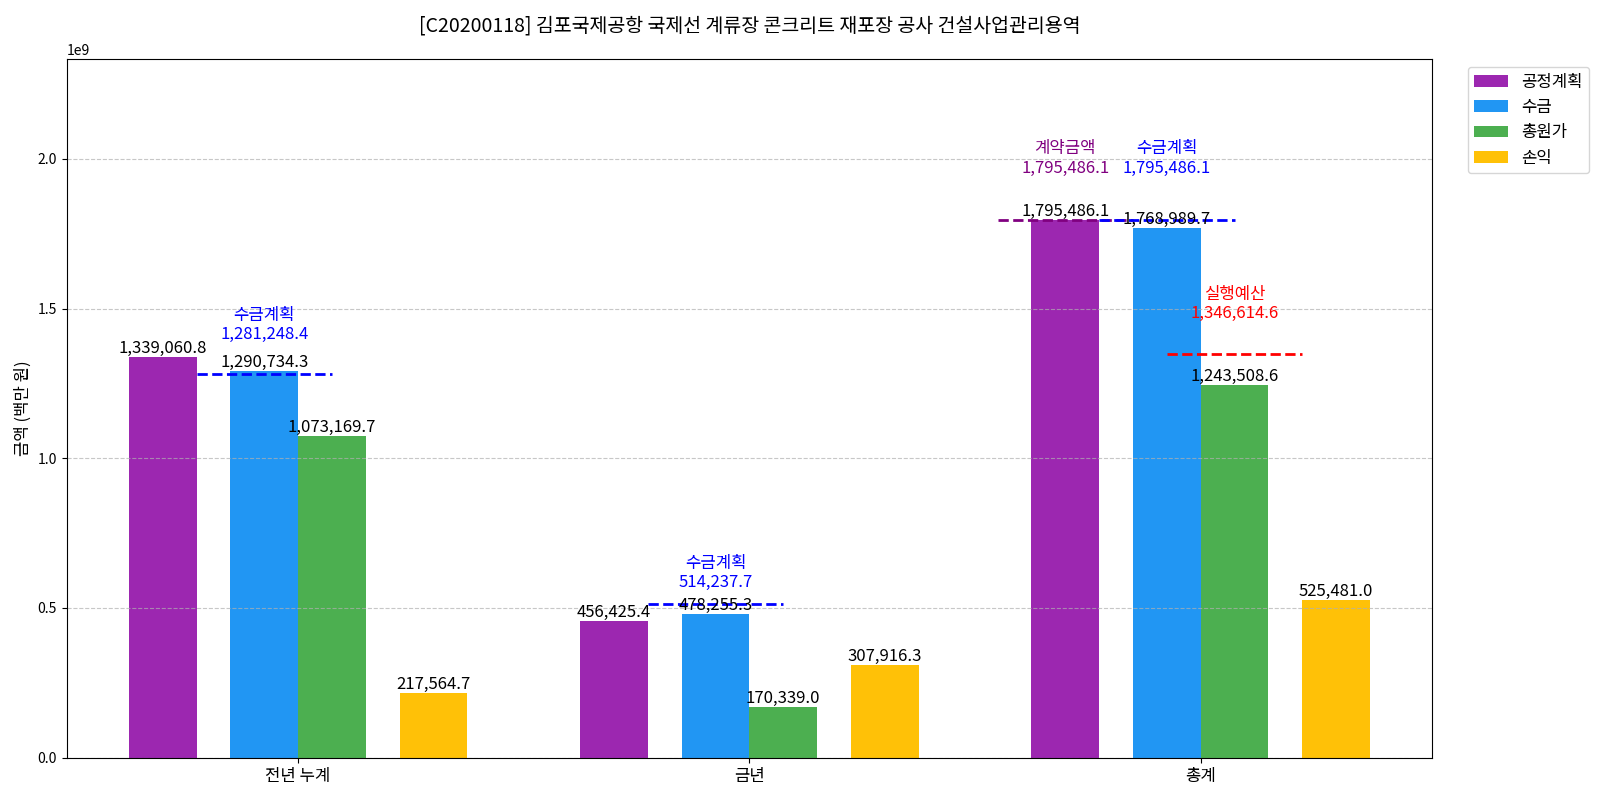 [C20200118] 김포국제공항 국제선 계류장 콘크리트 재포장 공사 건설사업관리용역
1e9
공정계획
수금
총원가
손익
계약금액
1,795,486.1
수금계획
1,795,486.1
1,795,486.1
1,768,989.7
실행예산
1,346,614.6
1,243,508.6
525,481.0
수금계획
1,281,248.4
1,339,060.8
1,290,734.3
1,073,169.7
217,564.7
수금계획
514,237.7
456,425.4
478,255.3
170,339.0
307,916.3
금액 (백만 원)
2.0
1.5
1.0
0.5
0.0
전년 누계
금년
총계